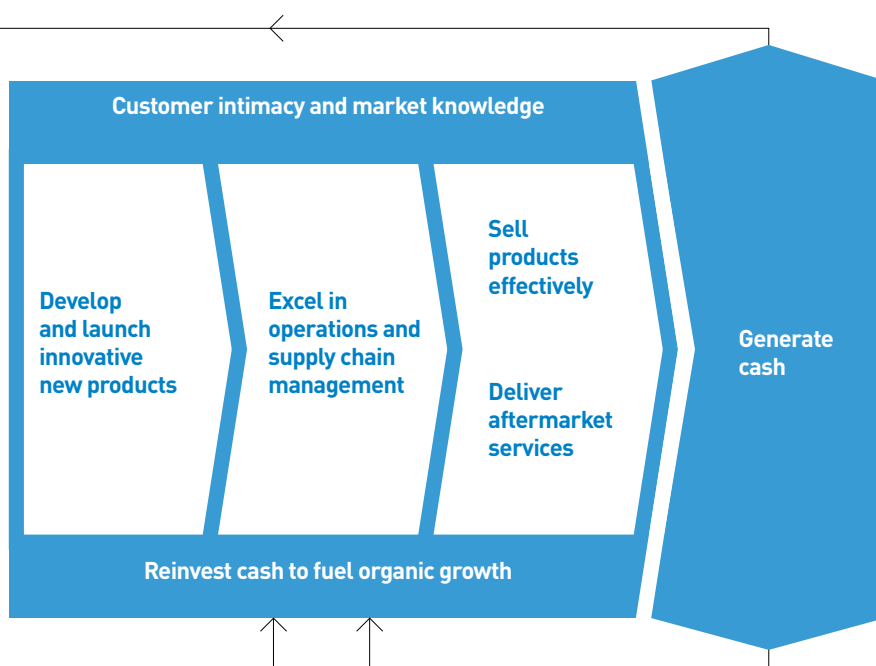 Customer intimacy and market knowledge
Develop
and launch
innovative
new products
Excel in
operations and
supply chain
management
Sell
products
effectively
Deliver
aftermarket
services
Generate
cash
Reinvest cash to fuel organic growth